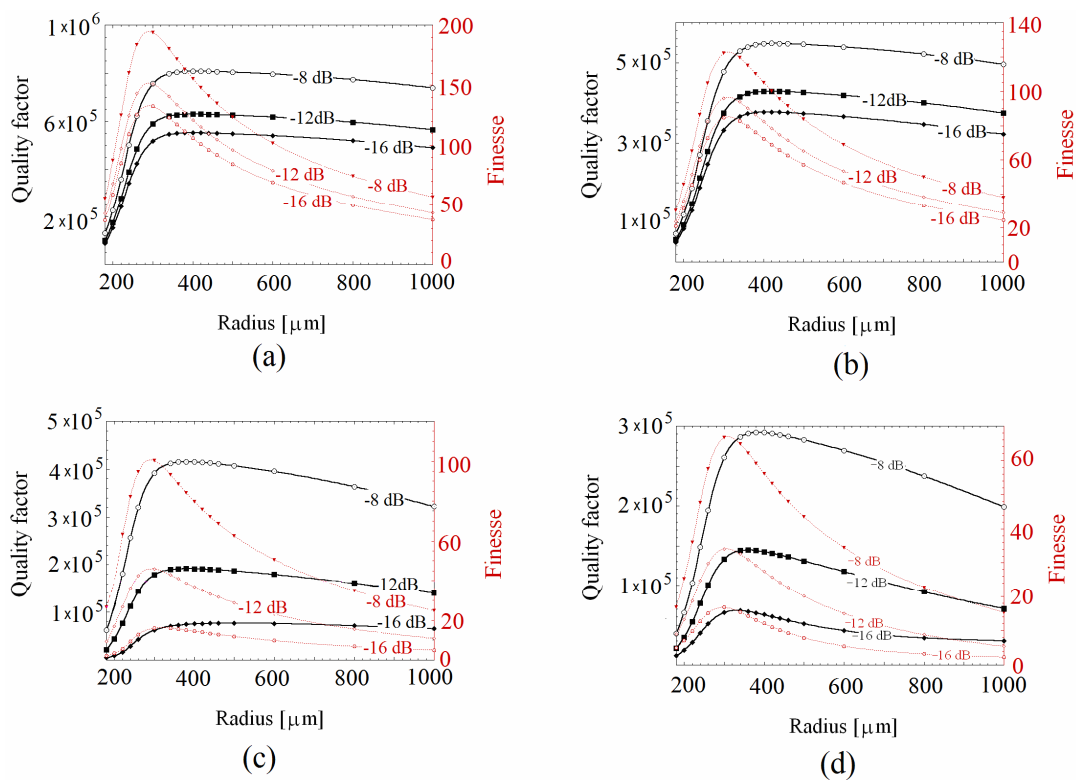 1 ×10^6
6 ×10^5
2 ×10^5
Quality factor
200
150
100
50
0
Finesse
-8 dB
-12dB
-16 dB
-12 dB
-8 dB
-16 dB
200 400 600 800 1000
Radius [μm]
(a)
5 ×10^5
3 ×10^5
1 ×10^5
Quality factor
140
120
100
60
20
0
Finesse
-8 dB
-12dB
-16 dB
-12 dB
-8 dB
-16 dB
200 400 600 800 1000
Radius [μm]
(b)
5 ×10^5
4 ×10^5
3 ×10^5
2 ×10^5
1 ×10^5
Quality factor
100
60
40
20
0
Finesse
-8 dB
-12dB
-8 dB
-12 dB
-16 dB
-16 dB
200 400 600 800 1000
Radius [μm]
(c)
3 ×10^5
2 ×10^5
1 ×10^5
Quality factor
60
40
20
0
Finesse
-8 dB
-8 dB
-12 dB
-12 dB
-16 dB
-16 dB
200 400 600 800 1000
Radius [μm]
(d)